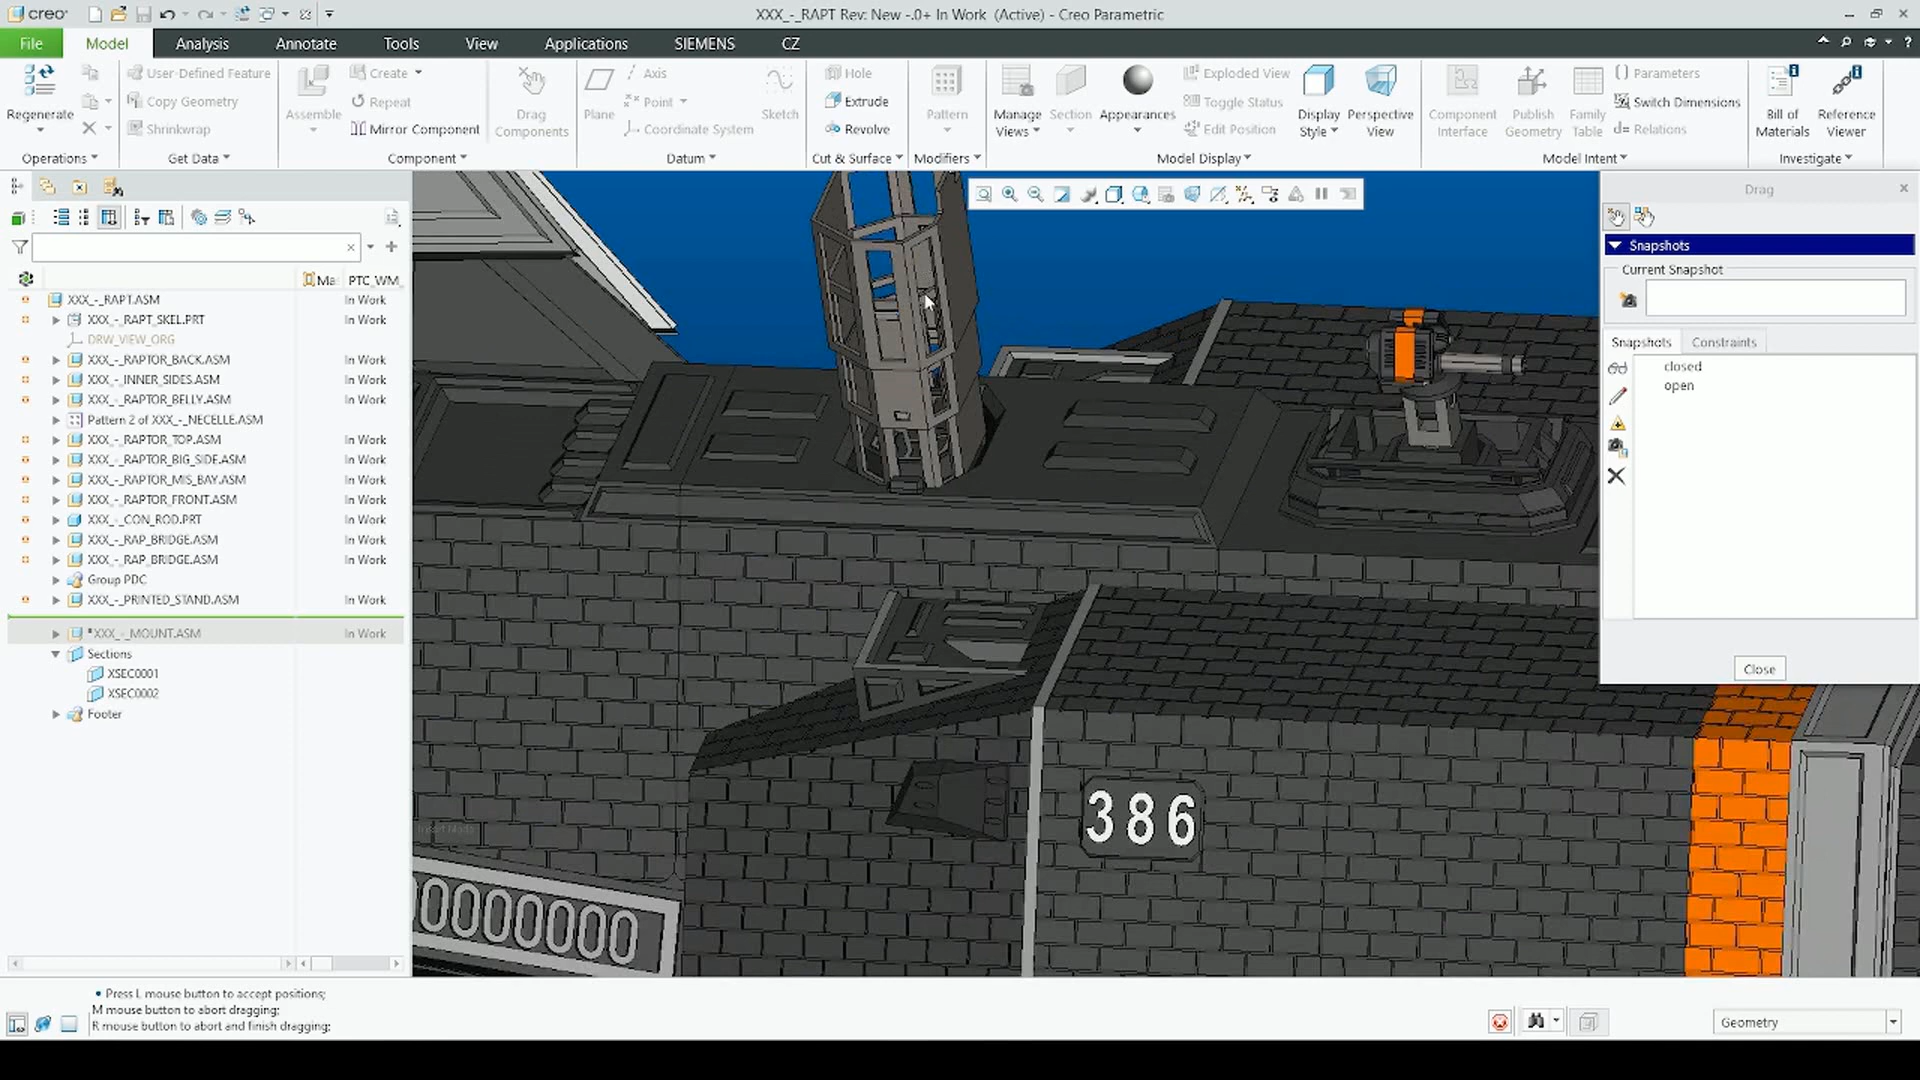 creo
XXX_-_RAPT Rev: New -.0+ In Work (Active) - Creo Parametric
File Model Analysis Annotate Tools View Applications SIEMENS CZ
Regenerate
User-Defined Feature
Copy Geometry
Shrinkwrap
Assemble
Create
Repeat
Mirror Component
Drag Components
Plane
Axis
Point
Coordinate System
Sketch
Hole
Extrude
Revolve
Pattern
Manage Views
Section
Appearances
Exploded View
Toggle Status
Edit Position
Display Style
Perspective View
Component Interface
Publish Geometry
Family Table
Parameters
Switch Dimensions
d= Relations
Bill of Materials
Reference Viewer
Operations Get Data Component Datum Cut & Surface Modifiers Model Display Model Intent Investigate
Ma PTC_WM_
XXX_-_RAPT.ASM In Work
XXX_-_RAPT_SKEL.PRT In Work
DRW_VIEW_ORG
XXX_-_RAPTOR_BACK.ASM In Work
XXX_-_INNER_SIDES.ASM In Work
XXX_-_RAPTOR_BELLY.ASM In Work
Pattern 2 of XXX_-_NECELLE.ASM
XXX_-_RAPTOR_TOP.ASM In Work
XXX_-_RAPTOR_BIG_SIDE.ASM In Work
XXX_-_RAPTOR_MIS_BAY.ASM In Work
XXX_-_RAPTOR_FRONT.ASM In Work
XXX_-_CON_ROD.PRT In Work
XXX_-_RAP_BRIDGE.ASM In Work
XXX_-_RAP_BRIDGE.ASM In Work
Group PDC
XXX_-_PRINTED_STAND.ASM In Work
*XXX_-_MOUNT.ASM In Work
Sections
XSEC0001
XSEC0002
Footer
Insert Mode
386
Drag
Snapshots
Current Snapshot
Snapshots Constraints
closed
open
Close
• Press L mouse button to accept positions;
M mouse button to abort dragging;
R mouse button to abort and finish dragging;
Geometry